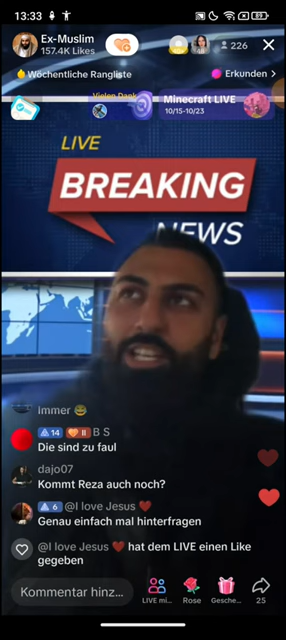 13:33
89
Ex-Muslim
157.4K Likes
226
Wöchentliche Rangliste
Erkunden >
Vielen Dank
Minecraft LIVE
10/15-10/23
LIVE
BREAKING
NEWS
Immer 😂
14 II B S
Die sind zu faul
dajo07
Kommt Reza auch noch?
6 @I love Jesus ❤️
Genau einfach mal hinterfragen
@I love Jesus ❤️ hat dem LIVE einen Like
gegeben
Kommentar hinz...
LIVE mi...
Rose
Gesche...
25